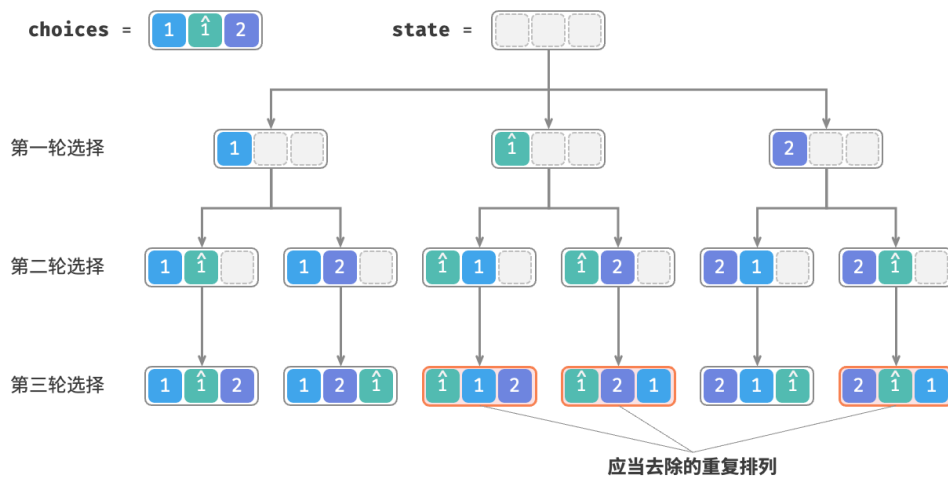 choices = 1 1̂ 2
state =
第一轮选择 1 1̂ 2
第二轮选择 1 1̂ 1 2 1̂ 1 1̂ 2 2 1 2 1̂
第三轮选择 1 1̂ 2 1 2 1̂ 1̂ 1 2 1̂ 2 1 2 1 1̂ 2 1̂ 1
应当去除的重复排列